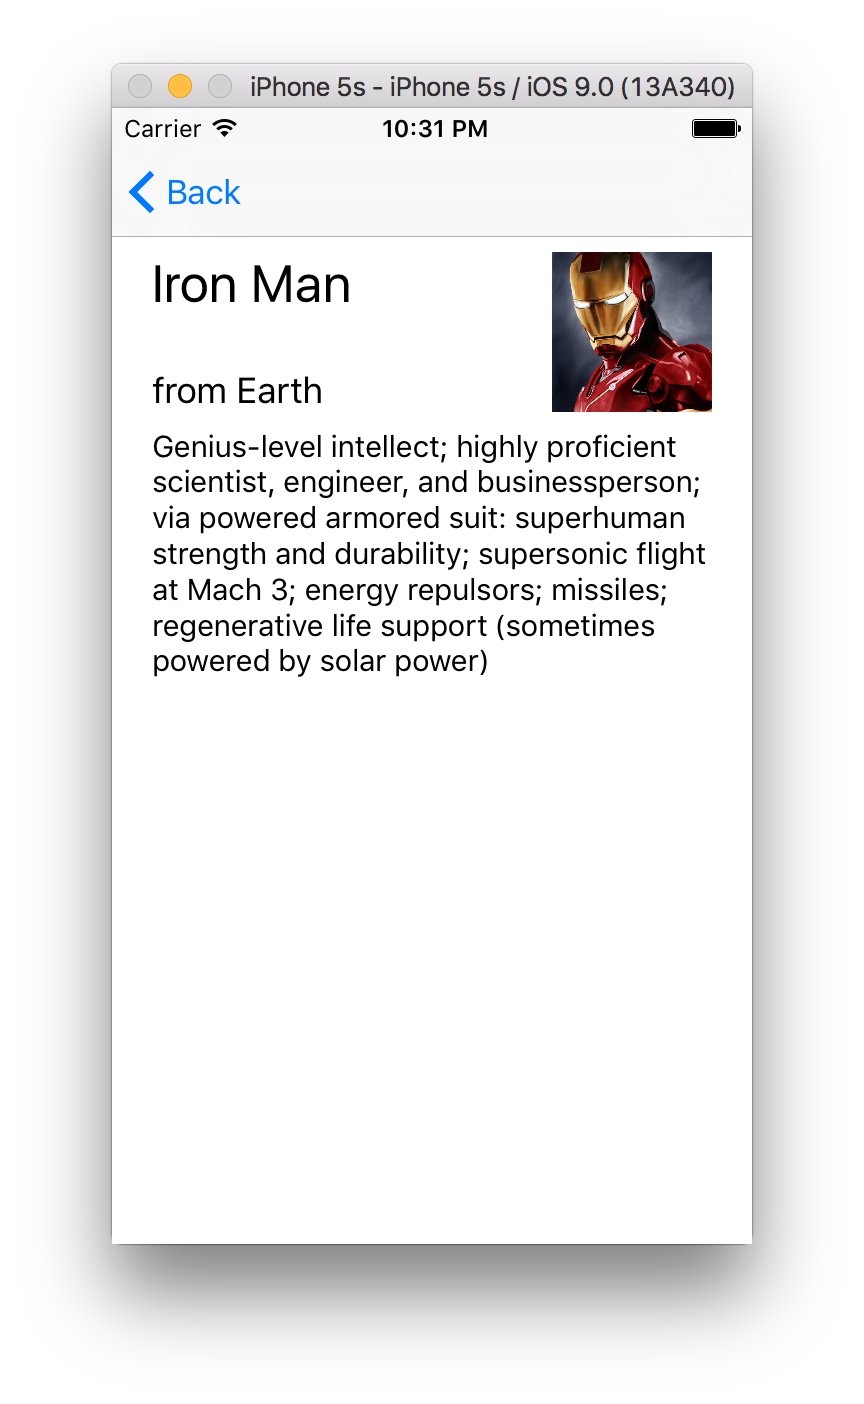 iPhone 5s - iPhone 5s / iOS 9.0 (13A340)
Carrier 10:31 PM
Back
Iron Man
from Earth
Genius-level intellect; highly proficient
scientist, engineer, and businessperson;
via powered armored suit: superhuman
strength and durability; supersonic flight
at Mach 3; energy repulsors; missiles;
regenerative life support (sometimes
powered by solar power)